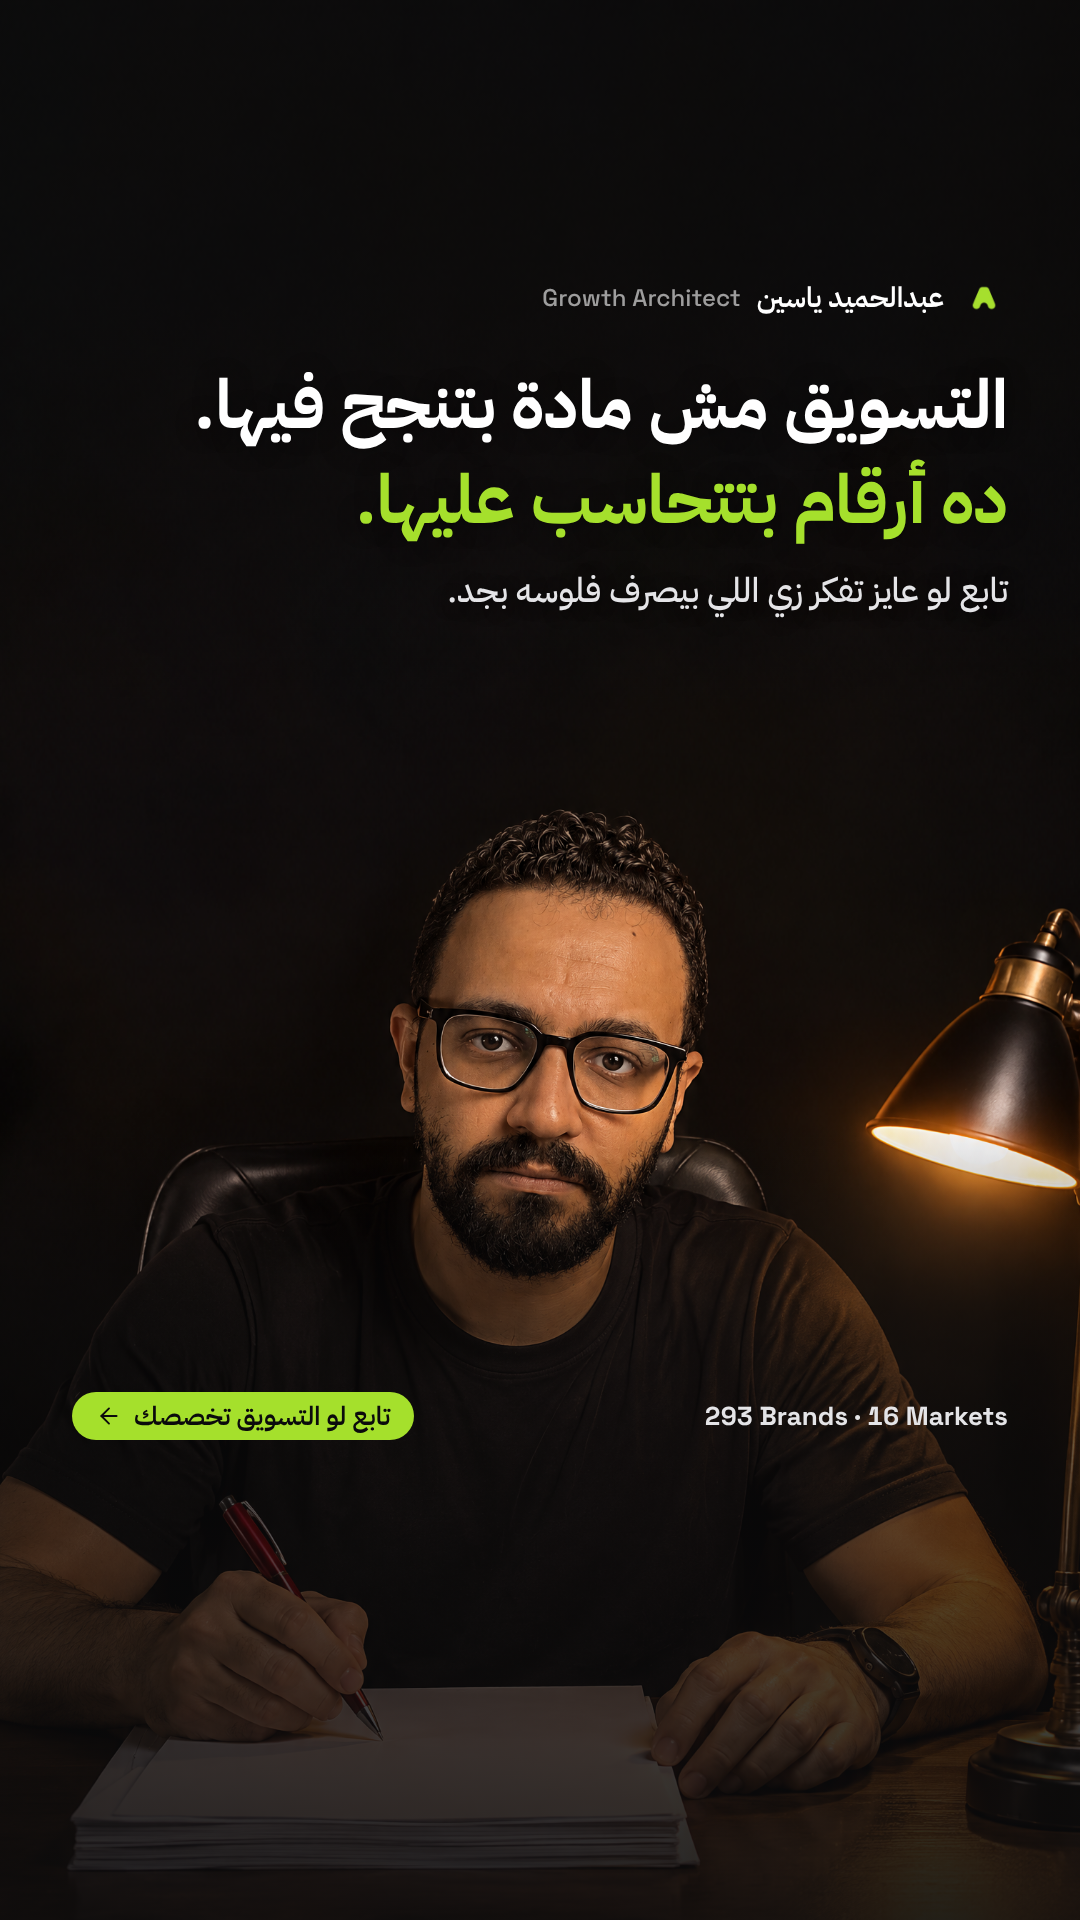 عبدالحميد ياسين Growth Architect
التسويق مش مادة بتنجح فيها.
ده أرقام بتتحاسب عليها.
تابع لو عايز تفكر زي اللي بيصرف فلوسه بجد.
293 Brands · 16 Markets
تابع لو التسويق تخصصك ←